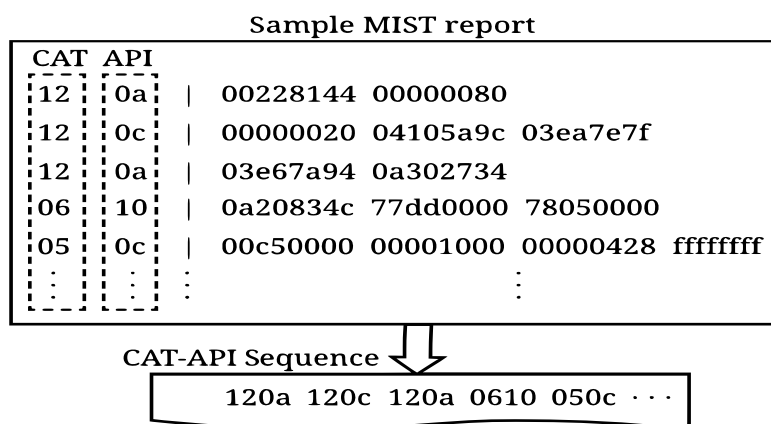 Sample MIST report
CAT API
12 0a | 00228144 00000080
12 0c | 00000020 04105a9c 03ea7e7f
12 0a | 03e67a94 0a302734
06 10 | 0a20834c 77dd0000 78050000
05 0c | 00c50000 00001000 00000428 ffffffff
⋮ ⋮ ⋮ ⋮
CAT-API Sequence
120a 120c 120a 0610 050c ···